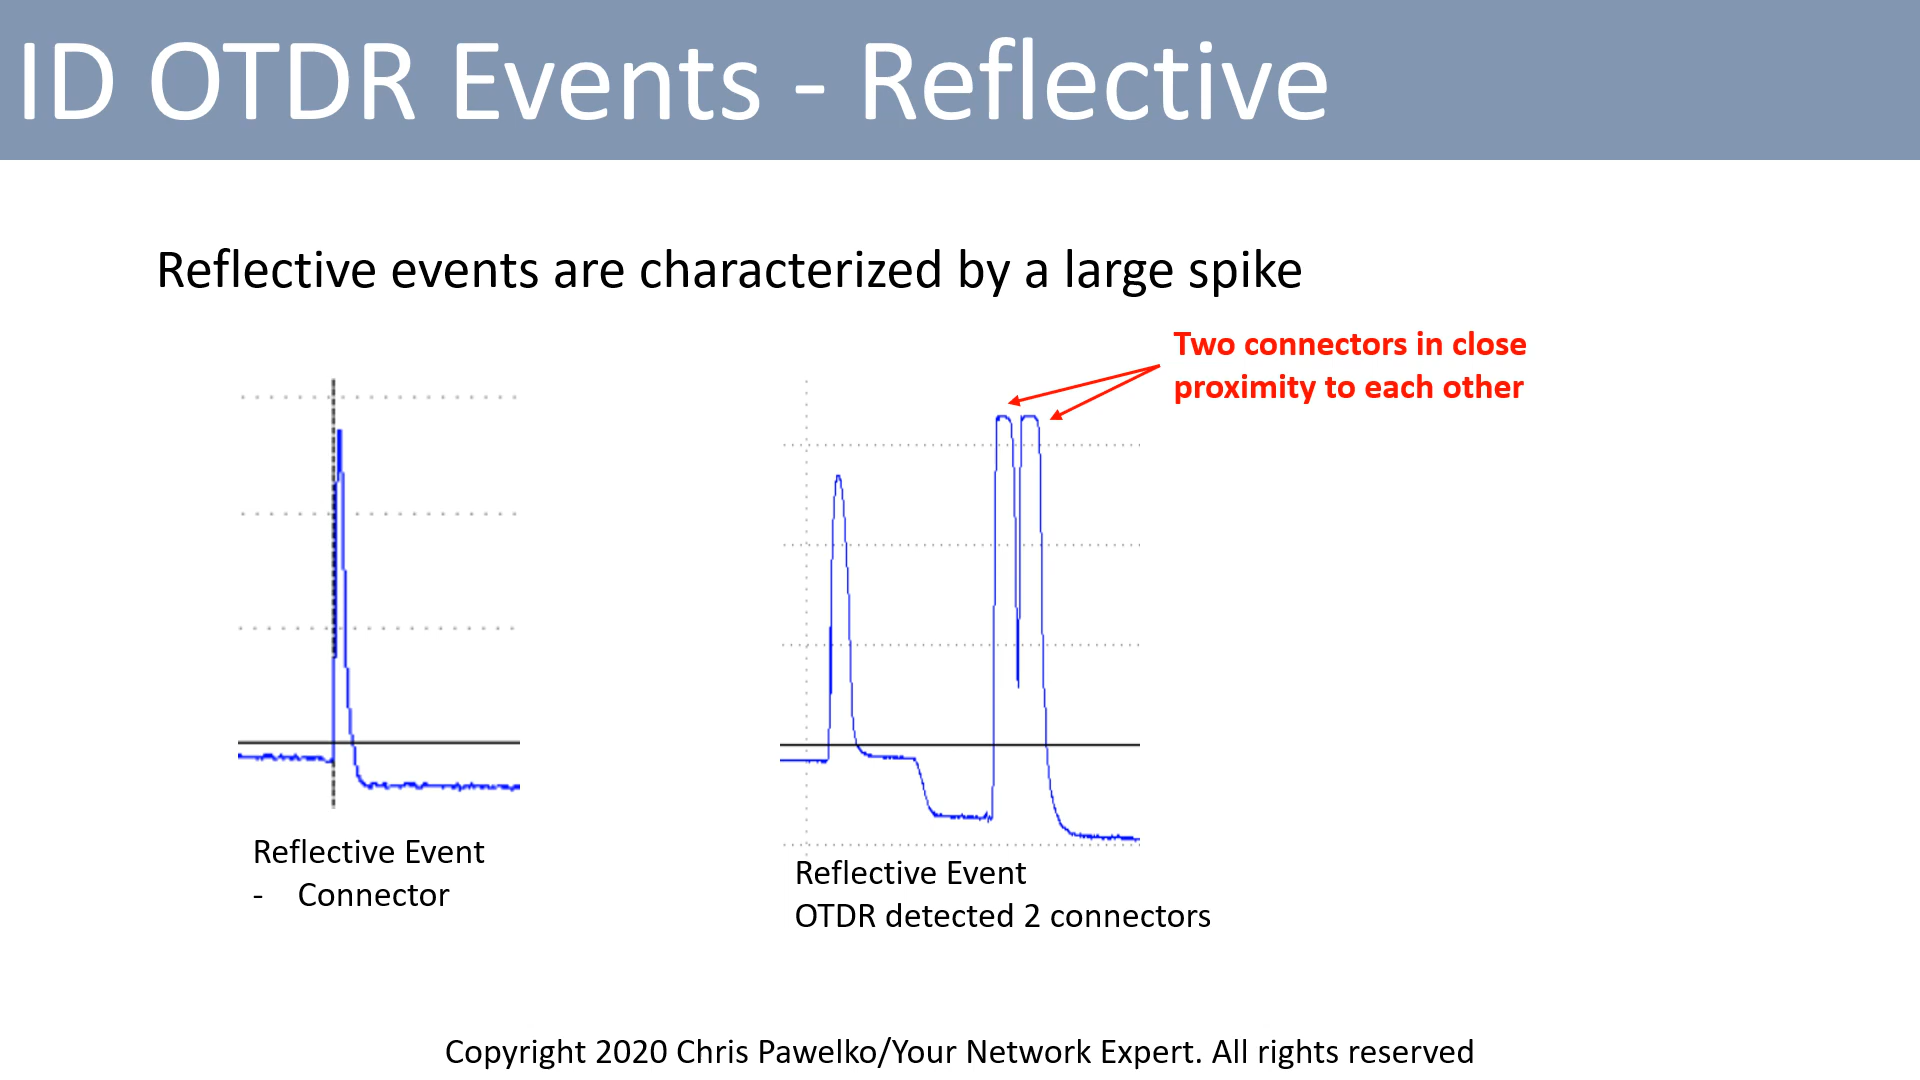 ID OTDR Events - Reflective
Reflective events are characterized by a large spike
Two connectors in close
proximity to each other
Reflective Event
- Connector
Reflective Event
OTDR detected 2 connectors
Copyright 2020 Chris Pawelko/Your Network Expert. All rights reserved